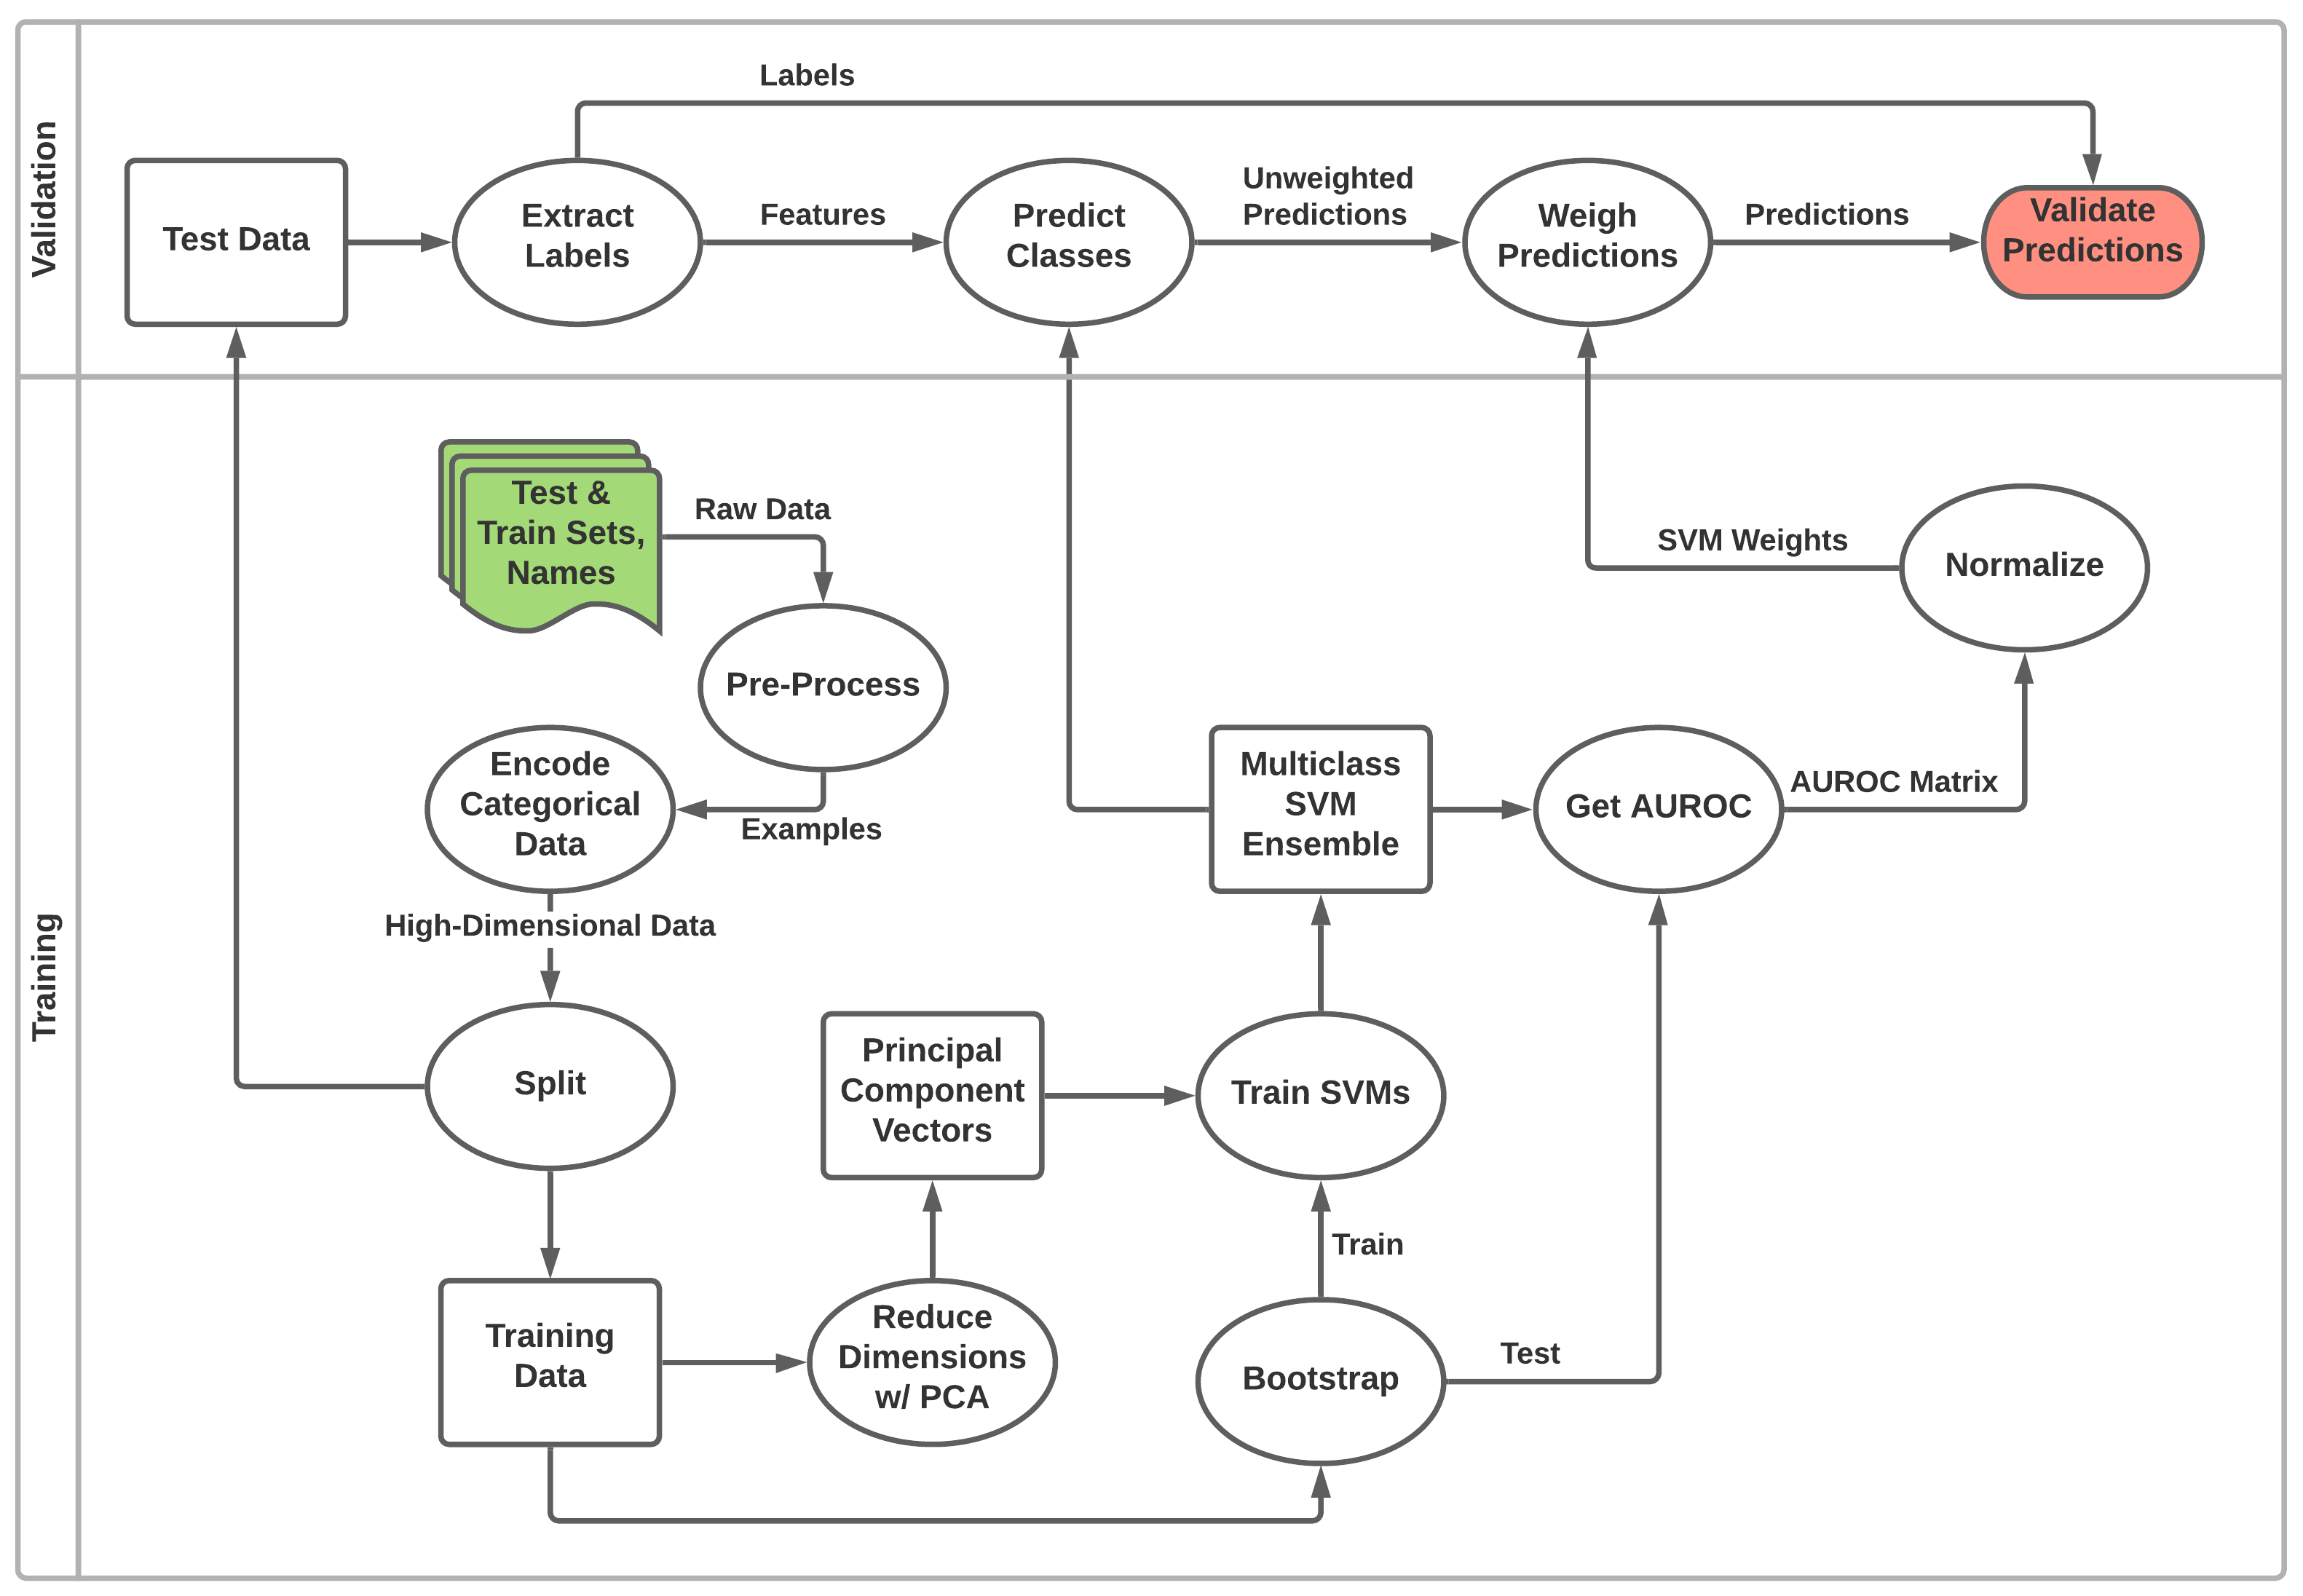 Validation
Labels
Test Data
Extract
Labels
Features
Predict
Classes
Unweighted
Predictions
Weigh
Predictions
Predictions
Validate
Predictions
Training
Test &
Train Sets,
Names
Raw Data
Pre-Process
Examples
Encode
Categorical
Data
High-Dimensional Data
Split
Training
Data
Reduce
Dimensions
w/ PCA
Principal
Component
Vectors
Train SVMs
Train
Bootstrap
Test
Multiclass
SVM
Ensemble
Get AUROC
AUROC Matrix
Normalize
SVM Weights